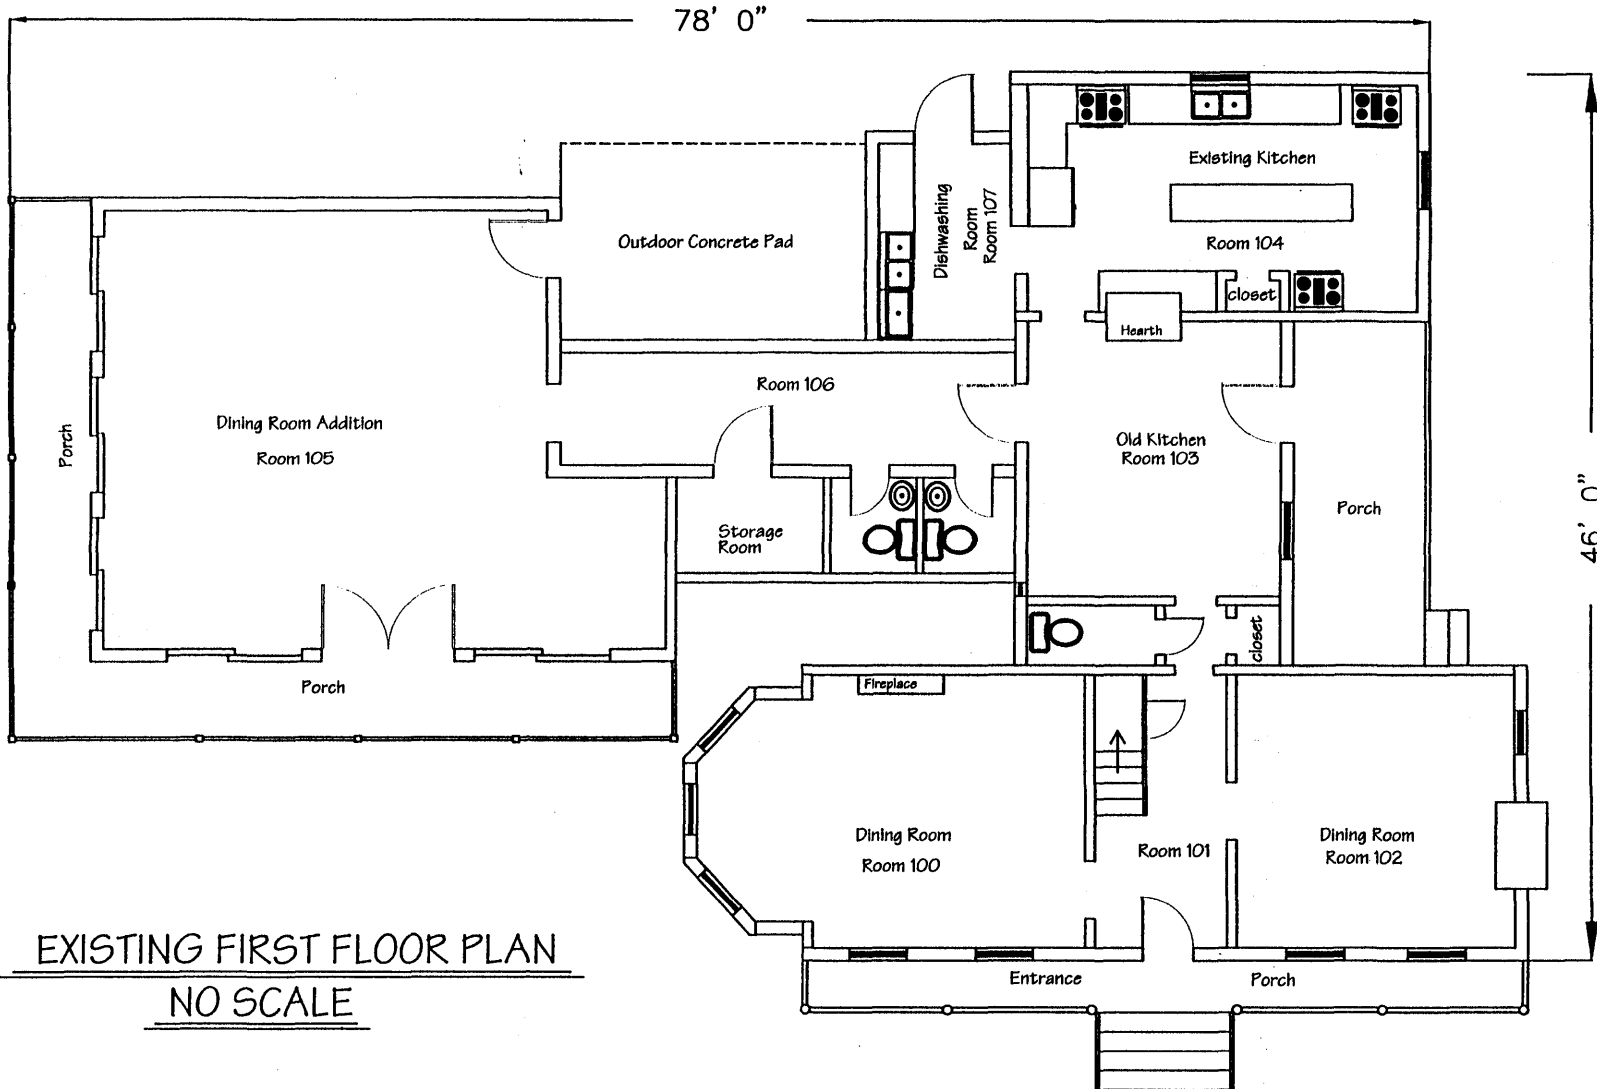 78' 0"
Existing Kitchen
Room 104
closet
Hearth
Dishwashing
Room
Room 107
Outdoor Concrete Pad
Room 106
Dining Room Addition
Room 105
Porch
Old Kitchen
Room 103
Porch
46' 0"
Storage
Room
closet
Porch
Fireplace
Dining Room
Room 100
Room 101
Dining Room
Room 102
EXISTING FIRST FLOOR PLAN
NO SCALE
Entrance
Porch